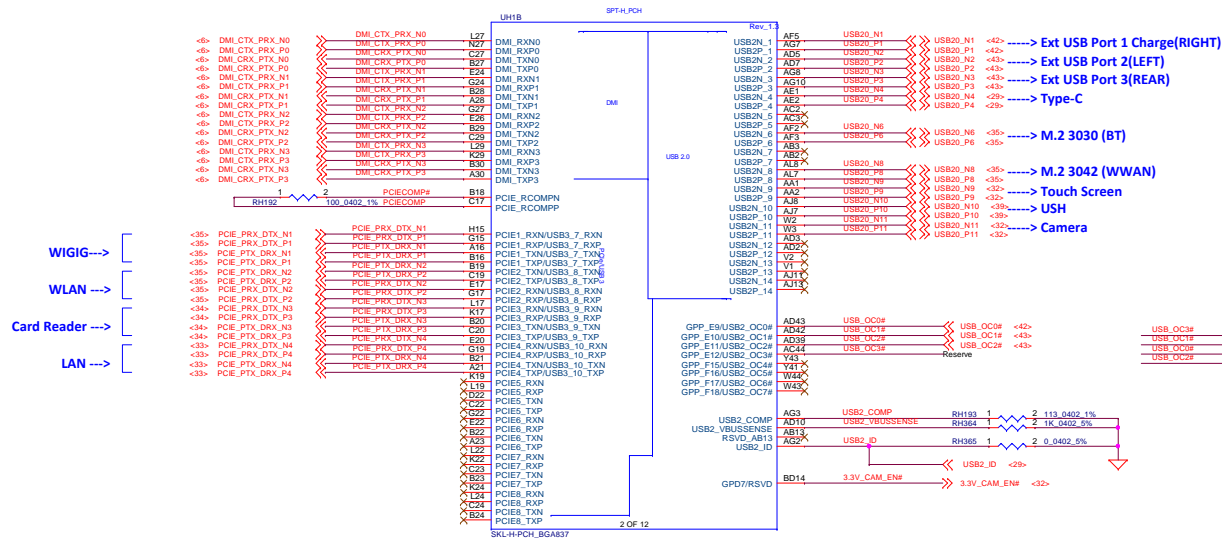 SPT-H_PCH
UH1B
Rev_1.3
<6> DMI_CTX_PRX_N0 DMI_CTX_PRX_N0 L27 DMI_RXN0
<6> DMI_CTX_PRX_P0 DMI_CTX_PRX_P0 N27 DMI_RXP0
<6> DMI_CRX_PTX_N0 DMI_CRX_PTX_N0 C27 DMI_TXN0
<6> DMI_CRX_PTX_P0 DMI_CRX_PTX_P0 B27 DMI_TXP0
<6> DMI_CTX_PRX_N1 DMI_CTX_PRX_N1 E24 DMI_RXN1
<6> DMI_CTX_PRX_P1 DMI_CRX_PTX_P1 G24 DMI_RXP1
<6> DMI_CRX_PTX_N1 DMI_CTX_PRX_N1 B28 DMI_TXN1
<6> DMI_CRX_PTX_P1 DMI_CTX_PRX_P1 A28 DMI_TXP1
<6> DMI_CTX_PRX_N2 DMI_CRX_PTX_N2 G27 DMI_RXN2
<6> DMI_CTX_PRX_P2 DMI_CRX_PTX_P2 E26 DMI_RXP2
<6> DMI_CRX_PTX_N2 DMI_CTX_PRX_N2 B29 DMI_TXN2
<6> DMI_CRX_PTX_P2 DMI_CTX_PRX_P2 C29 DMI_TXP2
<6> DMI_CTX_PRX_N3 DMI_CRX_PTX_N3 L29 DMI_RXN3
<6> DMI_CTX_PRX_P3 DMI_CRX_PTX_P3 K29 DMI_RXP3
<6> DMI_CRX_PTX_N3 DMI_CTX_PRX_N3 B30 DMI_TXN3
<6> DMI_CRX_PTX_P3 DMI_CTX_PRX_P3 A30 DMI_TXP3
1 2 PCIECOMP# B18 PCIE_RCOMPN
RH192 100_0402_1% PCIECOMP C17 PCIE_RCOMPP
WIGIG--->
<35> PCIE_PRX_DTX_N1 PCIE_PRX_DTX_N1 H15 PCIE1_RXN/USB3_7_RXN
<35> PCIE_PRX_DTX_P1 PCIE_PRX_DTX_P1 G15 PCIE1_RXP/USB3_7_RXP
<35> PCIE_PTX_DRX_N1 PCIE_PTX_DRX_N1 A16 PCIE1_TXN/USB3_7_TXN
<35> PCIE_PTX_DRX_P1 PCIE_PTX_DRX_P1 B16 PCIE1_TXP/USB3_7_TXP
WLAN --->
<35> PCIE_PTX_DRX_N2 PCIE_PTX_DRX_N2 B19 PCIE2_TXN/USB3_8_TXN
<35> PCIE_PTX_DRX_P2 PCIE_PTX_DRX_P2 C19 PCIE2_TXP/USB3_8_TXP
<35> PCIE_PRX_DTX_N2 PCIE_PRX_DTX_N2 E17 PCIE2_RXN/USB3_8_RXN
<35> PCIE_PRX_DTX_P2 PCIE_PRX_DTX_P2 G17 PCIE2_RXP/USB3_8_RXP
Card Reader --->
<34> PCIE_PRX_DTX_N3 PCIE_PRX_DTX_N3 L17 PCIE3_RXN/USB3_9_RXN
<34> PCIE_PRX_DTX_P3 PCIE_PRX_DTX_P3 K17 PCIE3_RXP/USB3_9_RXP
<34> PCIE_PTX_DRX_N3 PCIE_PTX_DRX_N3 B20 PCIE3_TXN/USB3_9_TXN
<34> PCIE_PTX_DRX_P3 PCIE_PTX_DRX_P3 C20 PCIE3_TXP/USB3_9_TXP
LAN --->
<33> PCIE_PRX_DTX_N4 PCIE_PRX_DTX_N4 E20 PCIE4_RXN/USB3_10_RXN
<33> PCIE_PRX_DTX_P4 PCIE_PRX_DTX_P4 G19 PCIE4_RXP/USB3_10_RXP
<33> PCIE_PTX_DRX_N4 PCIE_PTX_DRX_N4 B21 PCIE4_TXN/USB3_10_TXN
<33> PCIE_PTX_DRX_P4 PCIE_PTX_DRX_P4 A21 PCIE4_TXP/USB3_10_TXP
K19 PCIE5_RXN
L19 PCIE5_RXP
D22 PCIE5_TXN
C22 PCIE5_TXP
G22 PCIE6_RXN
E22 PCIE6_RXP
B22 PCIE6_TXN
A23 PCIE6_TXP
L22 PCIE7_RXN
K22 PCIE7_RXP
C23 PCIE7_TXN
B23 PCIE7_TXP
K24 PCIE8_RXN
L24 PCIE8_RXP
C24 PCIE8_TXN
B24 PCIE8_TXP
DMI
USB 2.0
PCIe/USB 3
USB2N_1 AF5 USB20_N1 USB20_N1 <42>
USB2P_1 AG7 USB20_P1 USB20_P1 <42>
-----> Ext USB Port 1 Charge(RIGHT)
USB2N_2 AD5 USB20_N2 USB20_N2 <43>
USB2P_2 AD7 USB20_P2 USB20_P2 <43>
-----> Ext USB Port 2(LEFT)
USB2N_3 AG8 USB20_N3 USB20_N3 <43>
USB2P_3 AG10 USB20_P3 USB20_P3 <43>
-----> Ext USB Port 3(REAR)
USB2N_4 AE1 USB20_N4 USB20_N4 <29>
USB2P_4 AE2 USB20_P4 USB20_P4 <29>
-----> Type-C
USB2N_5 AC2
USB2P_5 AC3
USB2N_6 AF2 USB20_N6 USB20_N6 <35>
USB2P_6 AF3 USB20_P6 USB20_P6 <35>
-----> M.2 3030 (BT)
USB2N_7 AB3
USB2P_7 AB2
USB2N_8 AL8 USB20_N8 USB20_N8 <35>
USB2P_8 AL7 USB20_P8 USB20_P8 <35>
-----> M.2 3042 (WWAN)
USB2N_9 AA1 USB20_N9 USB20_N9 <32>
USB2P_9 AA2 USB20_P9 USB20_P9 <32>
-----> Touch Screen
USB2N_10 AJ8 USB20_N10 USB20_N10 <39>
USB2P_10 AJ7 USB20_P10 USB20_P10 <39>
-----> USH
USB2N_11 W2 USB20_N11 USB20_N11 <32>
USB2P_11 W3 USB20_P11 USB20_P11 <32>
-----> Camera
USB2N_12 AD3
USB2P_12 AD2
USB2N_13 V2
USB2P_13 V1
USB2N_14 AJ11
USB2P_14 AJ13
GPP_E9/USB2_OC0# AD43 USB_OC0# USB_OC0# <42>
GPP_E10/USB2_OC1# AD42 USB_OC1# USB_OC1# <43>
GPP_E11/USB2_OC2# AD39 USB_OC2# USB_OC2# <43>
GPP_E12/USB2_OC3# AC44 USB_OC3# Reserve
GPP_F15/USB2_OC4# Y43
GPP_F16/USB2_OC5# Y41
GPP_F17/USB2_OC6# W44
GPP_F18/USB2_OC7# W43
USB_OC3#
USB_OC1#
USB_OC0#
USB_OC2#
USB2_COMP AG3 USB2_COMP RH193 1 2 113_0402_1%
USB2_VBUSSENSE AD10 USB2_VBUSSENSE RH364 1 2 1K_0402_5%
RSVD_AB13 AB13
USB2_ID AG2 USB2_ID RH365 1 2 0_0402_5%
USB2_ID <29>
GPD7/RSVD BD14 3.3V_CAM_EN# 3.3V_CAM_EN# <32>
2 OF 12
SKL-H-PCH_BGA837